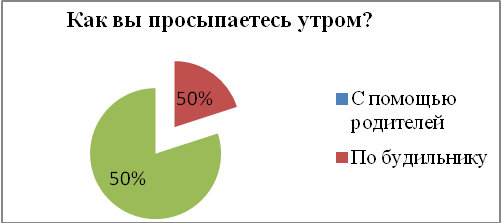 Как вы просыпаетесь утром?
50%
50%
С помощью
родителей
По будильнику